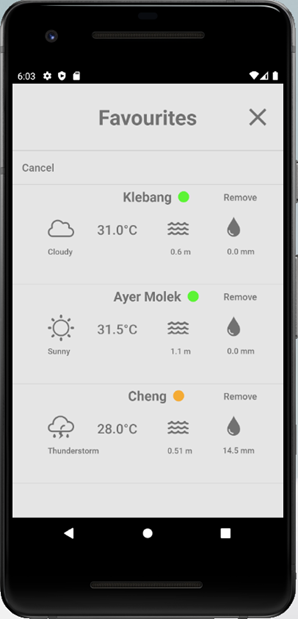 6:03
Favourites
Cancel
Klebang Remove
31.0°C
Cloudy 0.6 m 0.0 mm
Ayer Molek Remove
31.5°C
Sunny 1.1 m 0.0 mm
Cheng Remove
28.0°C
Thunderstorm 0.51 m 14.5 mm